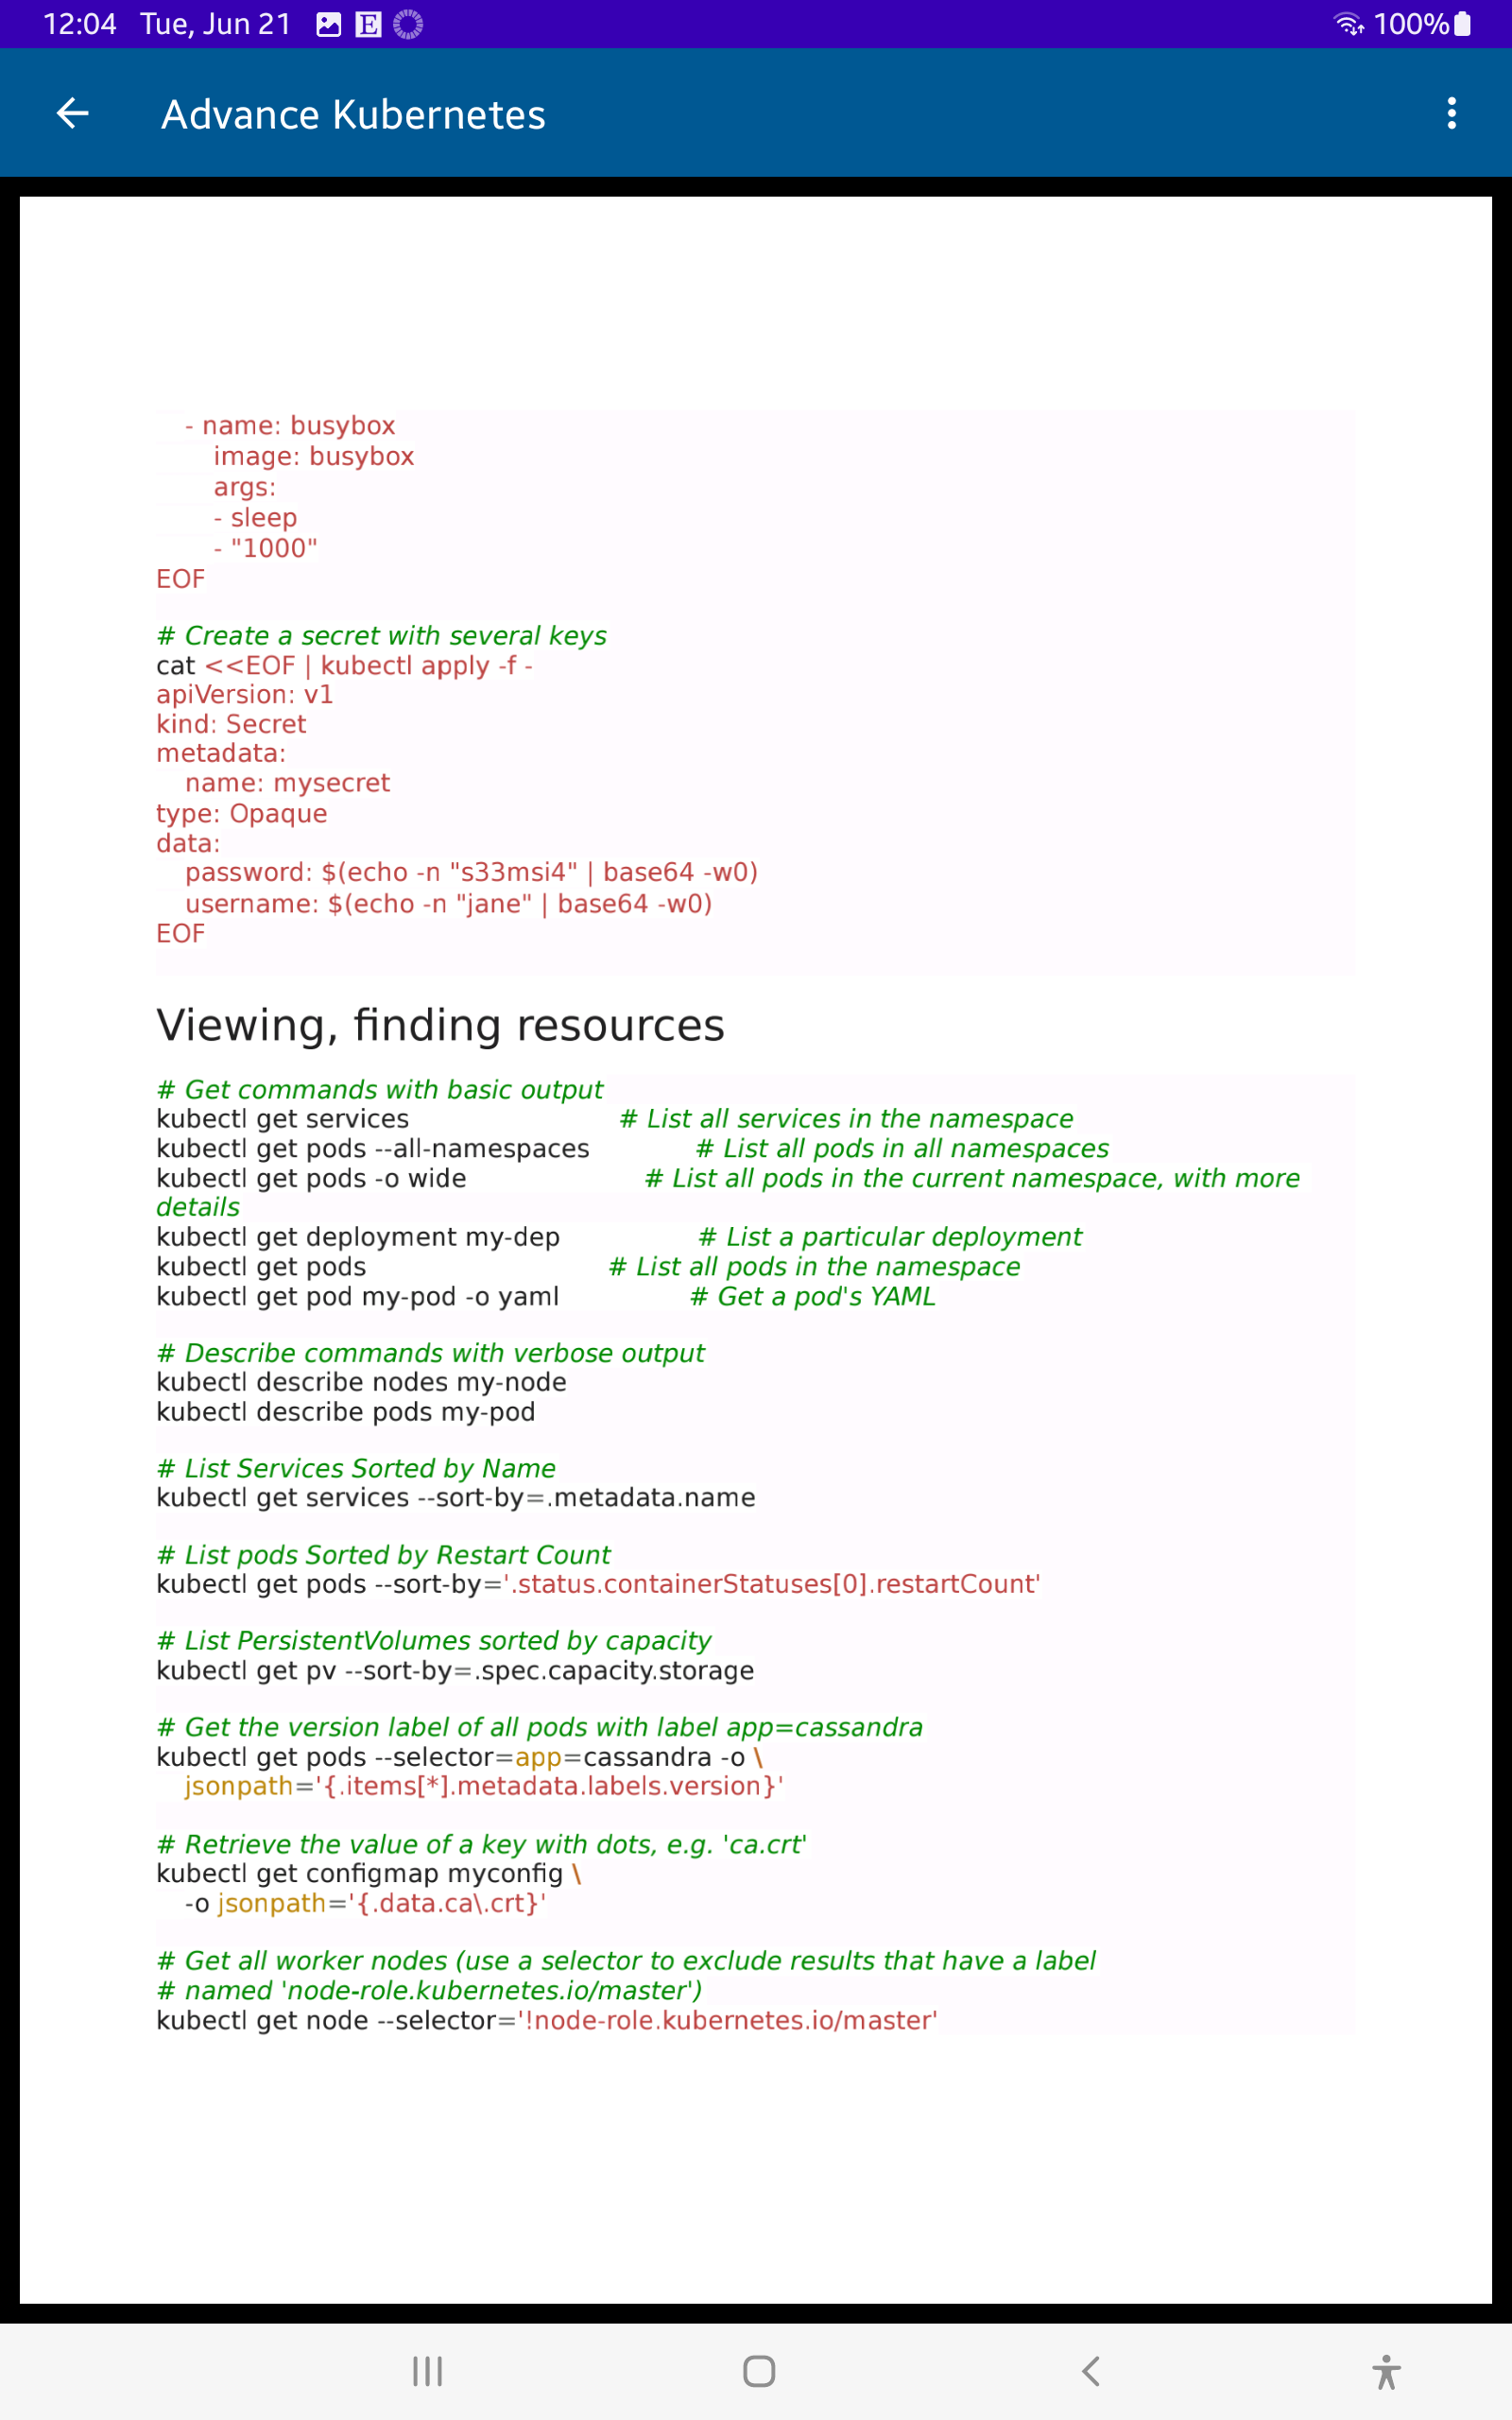 12:04 Tue, Jun 21 E 100%
Advance Kubernetes
- name: busybox
image: busybox
args:
- sleep
- "1000"
EOF
# Create a secret with several keys
cat <<EOF | kubectl apply -f -
apiVersion: v1
kind: Secret
metadata:
name: mysecret
type: Opaque
data:
password: $(echo -n "s33msi4" | base64 -w0)
username: $(echo -n "jane" | base64 -w0)
EOF
Viewing, finding resources
# Get commands with basic output
kubectl get services # List all services in the namespace
kubectl get pods --all-namespaces # List all pods in all namespaces
kubectl get pods -o wide # List all pods in the current namespace, with more
details
kubectl get deployment my-dep # List a particular deployment
kubectl get pods # List all pods in the namespace
kubectl get pod my-pod -o yaml # Get a pod's YAML
# Describe commands with verbose output
kubectl describe nodes my-node
kubectl describe pods my-pod
# List Services Sorted by Name
kubectl get services --sort-by=.metadata.name
# List pods Sorted by Restart Count
kubectl get pods --sort-by='.status.containerStatuses[0].restartCount'
# List PersistentVolumes sorted by capacity
kubectl get pv --sort-by=.spec.capacity.storage
# Get the version label of all pods with label app=cassandra
kubectl get pods --selector=app=cassandra -o \
jsonpath='{.items[*].metadata.labels.version}'
# Retrieve the value of a key with dots, e.g. 'ca.crt'
kubectl get configmap myconfig \
-o jsonpath='{.data.ca\.crt}'
# Get all worker nodes (use a selector to exclude results that have a label
# named 'node-role.kubernetes.io/master')
kubectl get node --selector='!node-role.kubernetes.io/master'